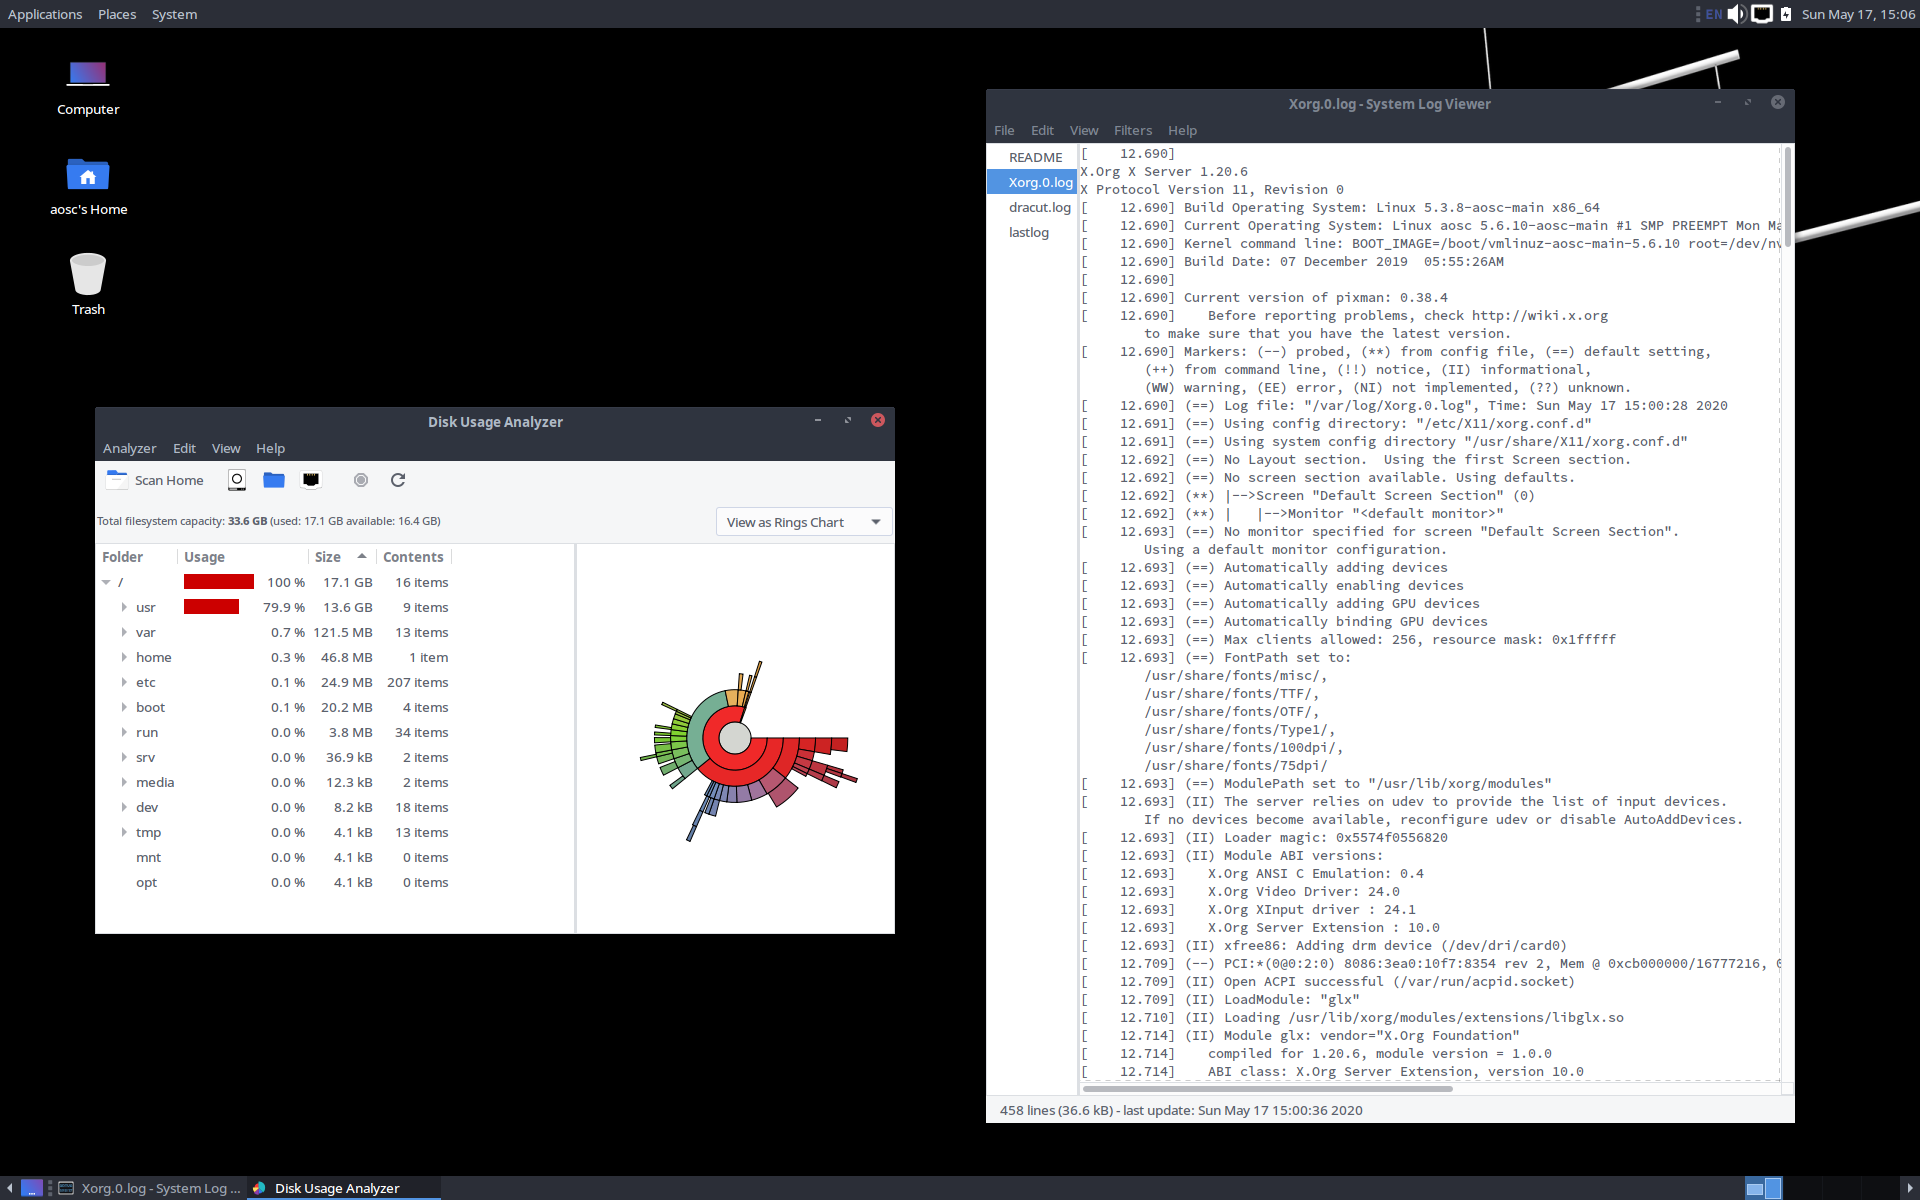 Applications Places System
EN Sun May 17, 15:06
Computer
aosc's Home
Trash
Disk Usage Analyzer
Analyzer Edit View Help
Scan Home
Total filesystem capacity: 33.6 GB (used: 17.1 GB available: 16.4 GB)
View as Rings Chart
Folder Usage Size Contents
/ 100 % 17.1 GB 16 items
usr 79.9 % 13.6 GB 9 items
var 0.7 % 121.5 MB 13 items
home 0.3 % 46.8 MB 1 item
etc 0.1 % 24.9 MB 207 items
boot 0.1 % 20.2 MB 4 items
run 0.0 % 3.8 MB 34 items
srv 0.0 % 36.9 kB 2 items
media 0.0 % 12.3 kB 2 items
dev 0.0 % 8.2 kB 18 items
tmp 0.0 % 4.1 kB 13 items
mnt 0.0 % 4.1 kB 0 items
opt 0.0 % 4.1 kB 0 items
Xorg.0.log - System Log Viewer
File Edit View Filters Help
README
Xorg.0.log
dracut.log
lastlog
[    12.690]
X.Org X Server 1.20.6
X Protocol Version 11, Revision 0
[    12.690] Build Operating System: Linux 5.3.8-aosc-main x86_64
[    12.690] Current Operating System: Linux aosc 5.6.10-aosc-main #1 SMP PREEMPT Mon
[    12.690] Kernel command line: BOOT_IMAGE=/boot/vmlinuz-aosc-main-5.6.10 root=/dev/nv
[    12.690] Build Date: 07 December 2019  05:55:26AM
[    12.690]
[    12.690] Current version of pixman: 0.38.4
[    12.690]    Before reporting problems, check http://wiki.x.org
to make sure that you have the latest version.
[    12.690] Markers: (--) probed, (**) from config file, (==) default setting,
(++) from command line, (!!) notice, (II) informational,
(WW) warning, (EE) error, (NI) not implemented, (??) unknown.
[    12.690] (==) Log file: "/var/log/Xorg.0.log", Time: Sun May 17 15:00:28 2020
[    12.691] (==) Using config directory: "/etc/X11/xorg.conf.d"
[    12.691] (==) Using system config directory "/usr/share/X11/xorg.conf.d"
[    12.692] (==) No Layout section.  Using the first Screen section.
[    12.692] (==) No screen section available. Using defaults.
[    12.692] (**) |-->Screen "Default Screen Section" (0)
[    12.692] (**) |   |-->Monitor "<default monitor>"
[    12.693] (==) No monitor specified for screen "Default Screen Section".
Using a default monitor configuration.
[    12.693] (==) Automatically adding devices
[    12.693] (==) Automatically enabling devices
[    12.693] (==) Automatically adding GPU devices
[    12.693] (==) Automatically binding GPU devices
[    12.693] (==) Max clients allowed: 256, resource mask: 0x1fffff
[    12.693] (==) FontPath set to:
/usr/share/fonts/misc/,
/usr/share/fonts/TTF/,
/usr/share/fonts/OTF/,
/usr/share/fonts/Type1/,
/usr/share/fonts/100dpi/,
/usr/share/fonts/75dpi/
[    12.693] (==) ModulePath set to "/usr/lib/xorg/modules"
[    12.693] (II) The server relies on udev to provide the list of input devices.
If no devices become available, reconfigure udev or disable AutoAddDevices.
[    12.693] (II) Loader magic: 0x5574f0556820
[    12.693] (II) Module ABI versions:
[    12.693]    X.Org ANSI C Emulation: 0.4
[    12.693]    X.Org Video Driver: 24.0
[    12.693]    X.Org XInput driver : 24.1
[    12.693]    X.Org Server Extension : 10.0
[    12.693] (II) xfree86: Adding drm device (/dev/dri/card0)
[    12.709] (--) PCI:*(0@0:2:0) 8086:3ea0:10f7:8354 rev 2, Mem @ 0xcb000000/16777216,
[    12.709] (II) Open ACPI successful (/var/run/acpid.socket)
[    12.709] (II) LoadModule: "glx"
[    12.710] (II) Loading /usr/lib/xorg/modules/extensions/libglx.so
[    12.714] (II) Module glx: vendor="X.Org Foundation"
[    12.714]    compiled for 1.20.6, module version = 1.0.0
[    12.714]    ABI class: X.Org Server Extension, version 10.0
458 lines (36.6 kB) - last update: Sun May 17 15:00:36 2020
Xorg.0.log - System Log ... Disk Usage Analyzer